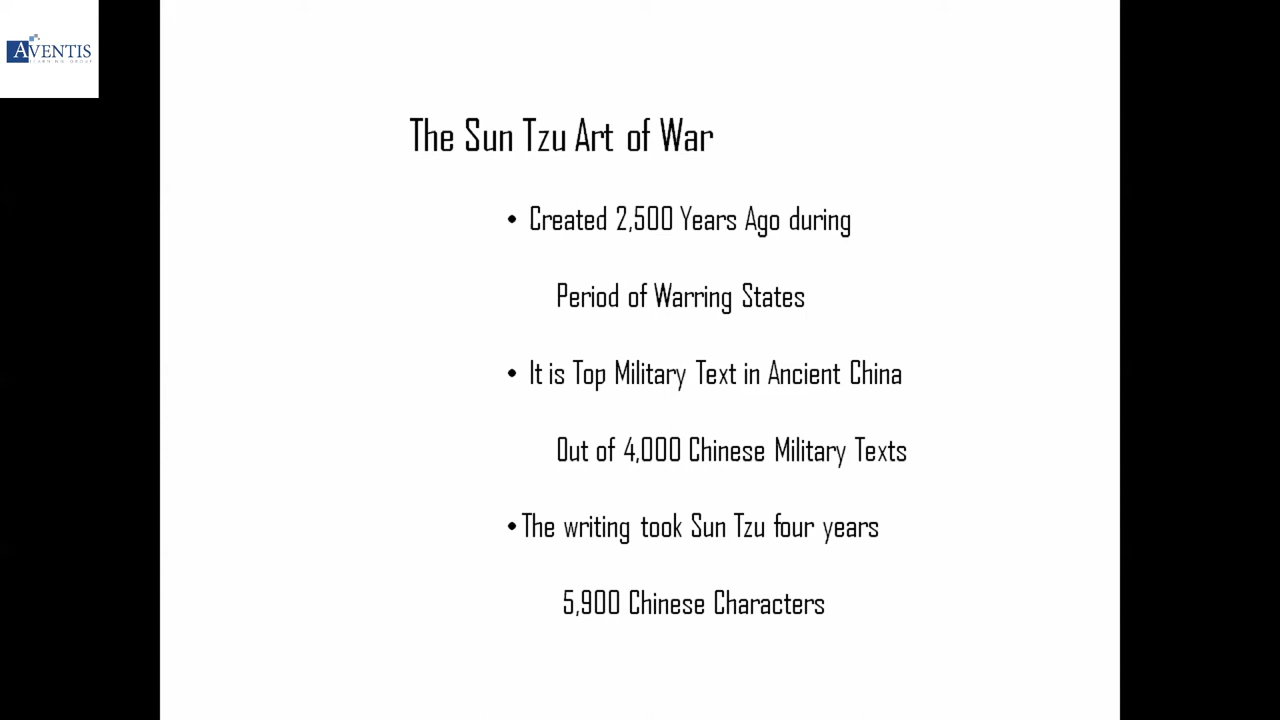 AVENTIS
LEARNING GROUP
The Sun Tzu Art of War
• Created 2,500 Years Ago during
Period of Warring States
• It is Top Military Text in Ancient China
Out of 4,000 Chinese Military Texts
• The writing took Sun Tzu four years
5,900 Chinese Characters